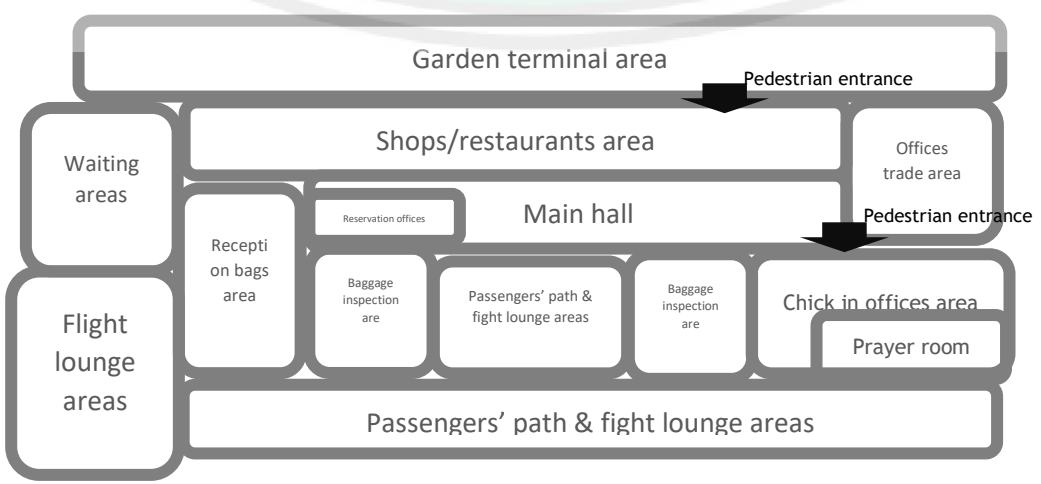 Garden terminal area
Pedestrian entrance
Shops/restaurants area
Waiting
areas
Offices
trade area
Reservation offices
Main hall
Pedestrian entrance
Recepti
on bags
area
Baggage
inspection
are
Passengers' path &
fight lounge areas
Baggage
inspection
are
Chick in offices area
Prayer room
Flight
lounge
areas
Passengers' path & fight lounge areas